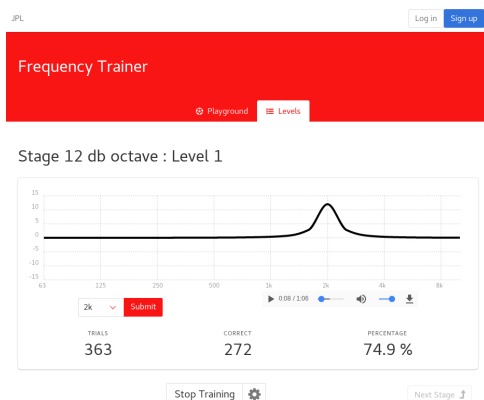 JPL
Log in
Sign up
Frequency Trainer
Playground
Levels
Stage 12 db octave : Level 1
15
10
5
0
-5
-10
-15
63 125 250 500 1k 2k 4k 8k
2k
Submit
0:08 / 1:06
TRIALS CORRECT PERCENTAGE
363 272 74.9 %
Stop Training
Next Stage